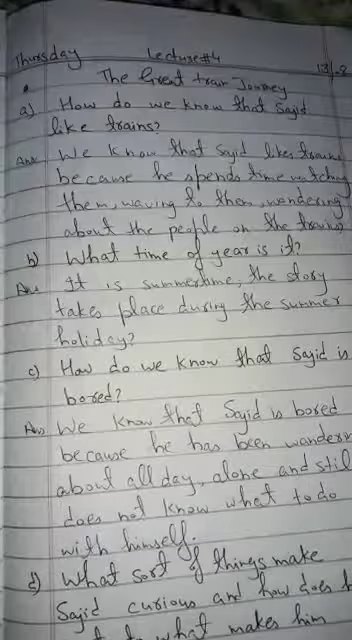 Thursday Lecture#4
The Great train Journey
a) How do we know that Sajid
like trains?
Ans We know that Sajid likes trains
because he spends time watching
them, waving to them, wondering
about the people on the trains
b) What time of year is it?
Ans It is summertime, the story
takes place during the summer
holiday?
c) How do we know that Sajid is
bored?
Ans We know that Sajid is bored
because he has been wanderin
about all day, alone and still
does not know what to do
with himself.
d) What sort of things make
Sajid curious and how does
what makes him